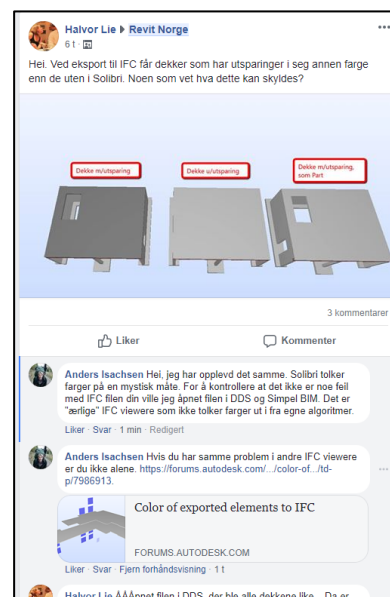 Halvor Lie ▶ Revit Norge
6 t ·
Hei. Ved eksport til IFC får dekker som har utsparinger i seg annen farge
enn de uten i Solibri. Noen som vet hva dette kan skyldes?
Dekke m/utsparing
Dekke u/utsparing
Dekke m/utsparing,
som Part
3 kommentarer
Liker
Kommenter
Anders Isachsen Hei, jeg har opplevd det samme. Solibri tolker
farger på en mystisk måte. For å kontrollere at det ikke er noe feil
med IFC filen din ville jeg åpnet filen i DDS og Simpel BIM. Det er
"ærlige" IFC viewere som ikke tolker farger ut i fra egne algoritmer.
Liker · Svar · 1 min · Redigert
Anders Isachsen Hvis du har samme problem i andre IFC viewere
er du ikke alene. https://forums.autodesk.com/.../color-of.../td-
p/7986913.
Color of exported elements to IFC
FORUMS.AUTODESK.COM
Liker · Svar · Fjern forhåndsvisning · 1 t
Halvor Lie ÅÅÅpnet filen i DDS, der ble alle dekkene like... Da er